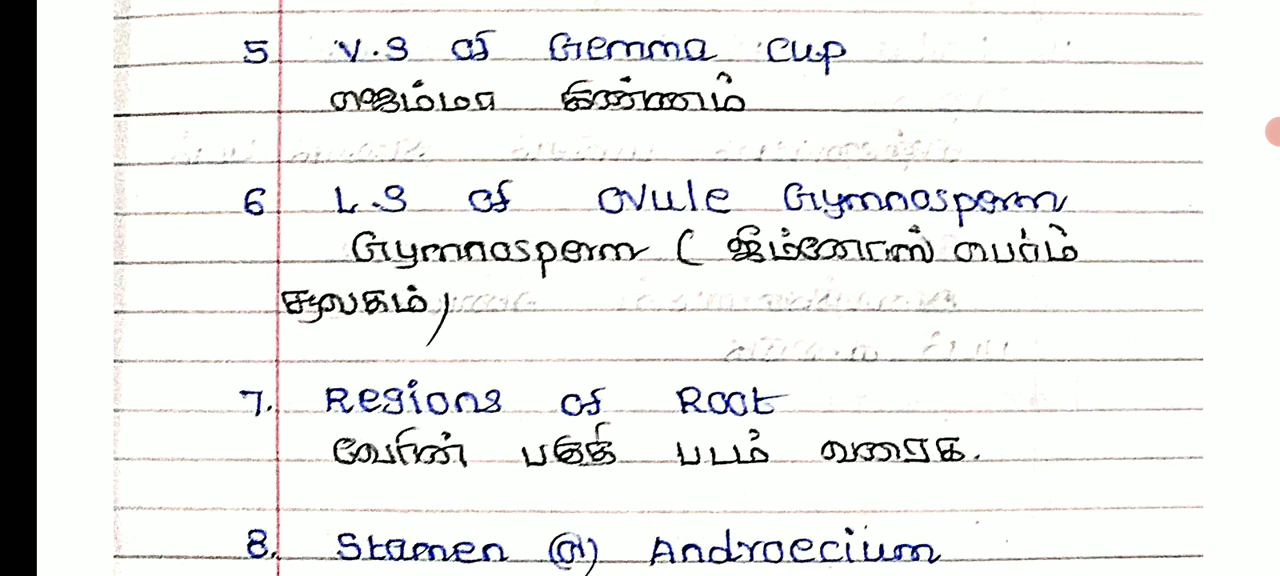 5 V.S of Gemma cup
ஜெம்மா கிண்ணம்
6 L.S of ovule Gymnosperm
Gymnosperm ( ஜிம்னோஸ்பெர்ம்
சூலகம் )
7. Regions of Root
வேரின் பகுதி படம் வரைக.
8. Stamen (அ) Androecium